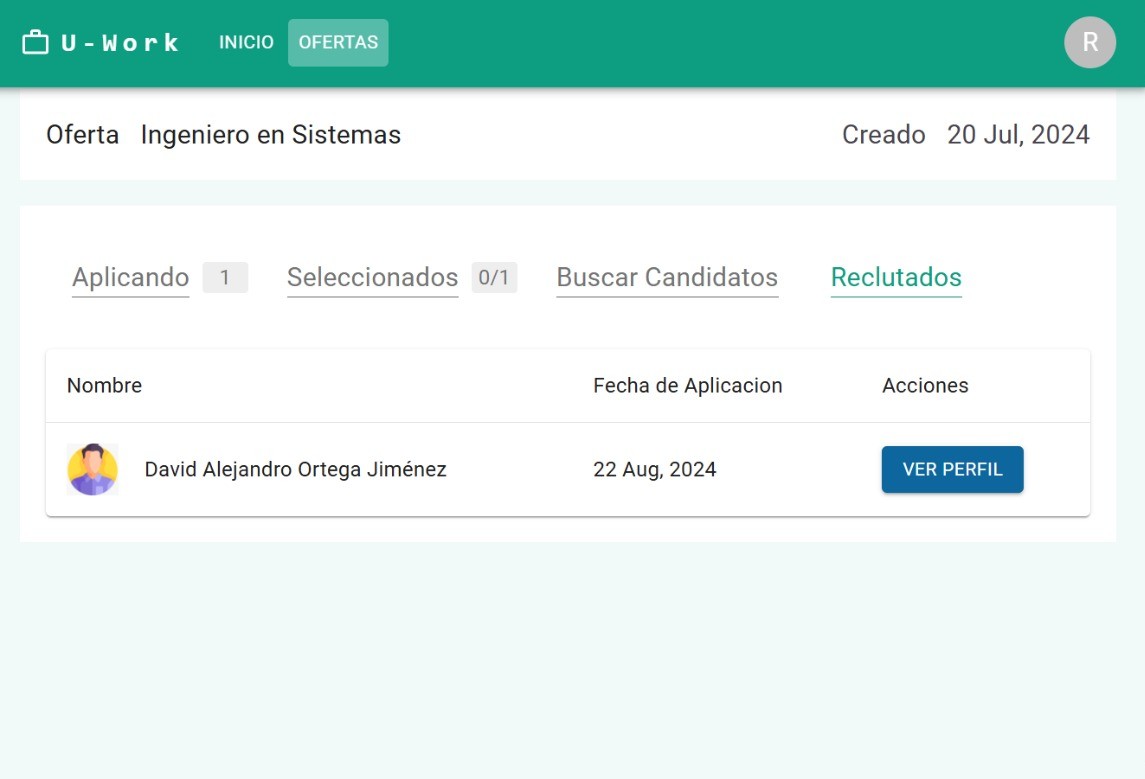 U-Work INICIO OFERTAS R
Oferta Ingeniero en Sistemas Creado 20 Jul, 2024
Aplicando 1 Seleccionados 0/1 Buscar Candidatos Reclutados
Nombre Fecha de Aplicacion Acciones
David Alejandro Ortega Jiménez 22 Aug, 2024 VER PERFIL